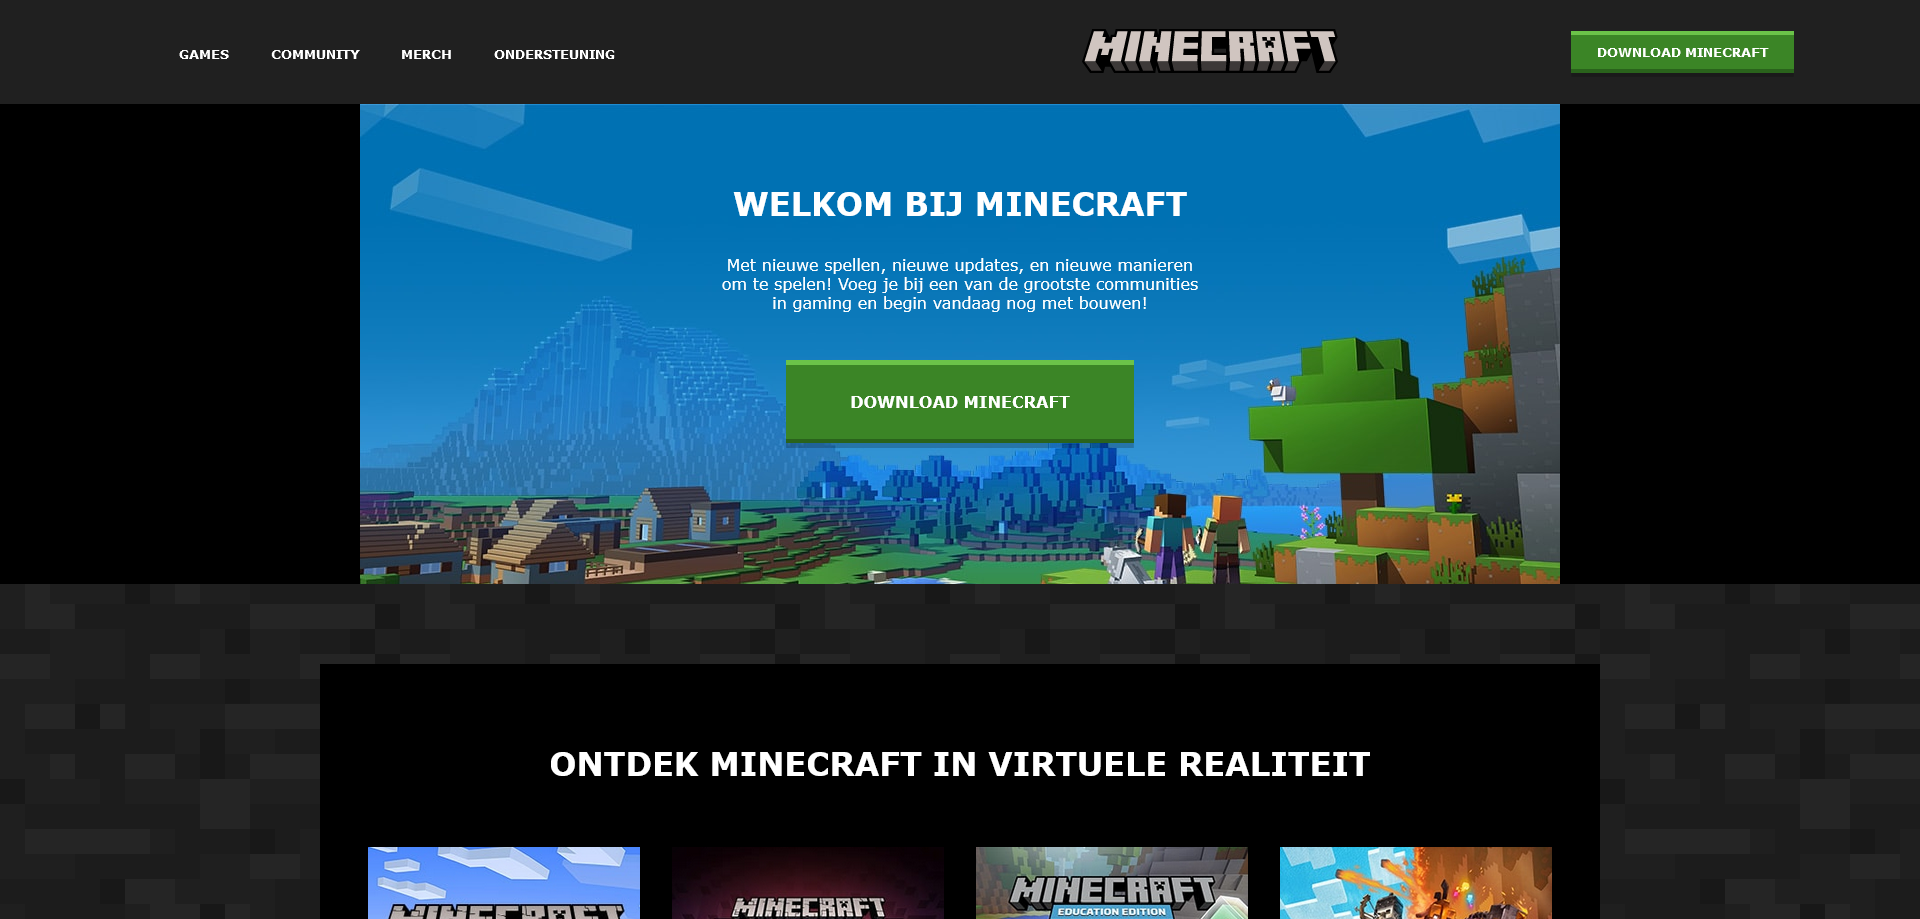 GAMES
COMMUNITY
MERCH
ONDERSTEUNING
MINECRAFT
DOWNLOAD MINECRAFT
WELKOM BIJ MINECRAFT
Met nieuwe spellen, nieuwe updates, en nieuwe manieren
om te spelen! Voeg je bij een van de grootste communities
in gaming en begin vandaag nog met bouwen!
DOWNLOAD MINECRAFT
ONTDEK MINECRAFT IN VIRTUELE REALITEIT
MINECRAFT
MINECRAFT
MINECRAFT
EDUCATION EDITION